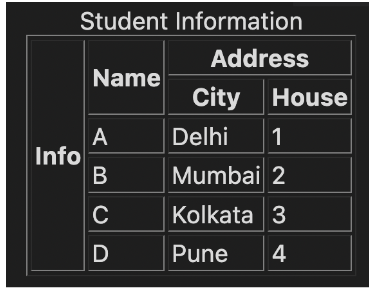 Student Information
Info Name Address
City House
A Delhi 1
B Mumbai 2
C Kolkata 3
D Pune 4